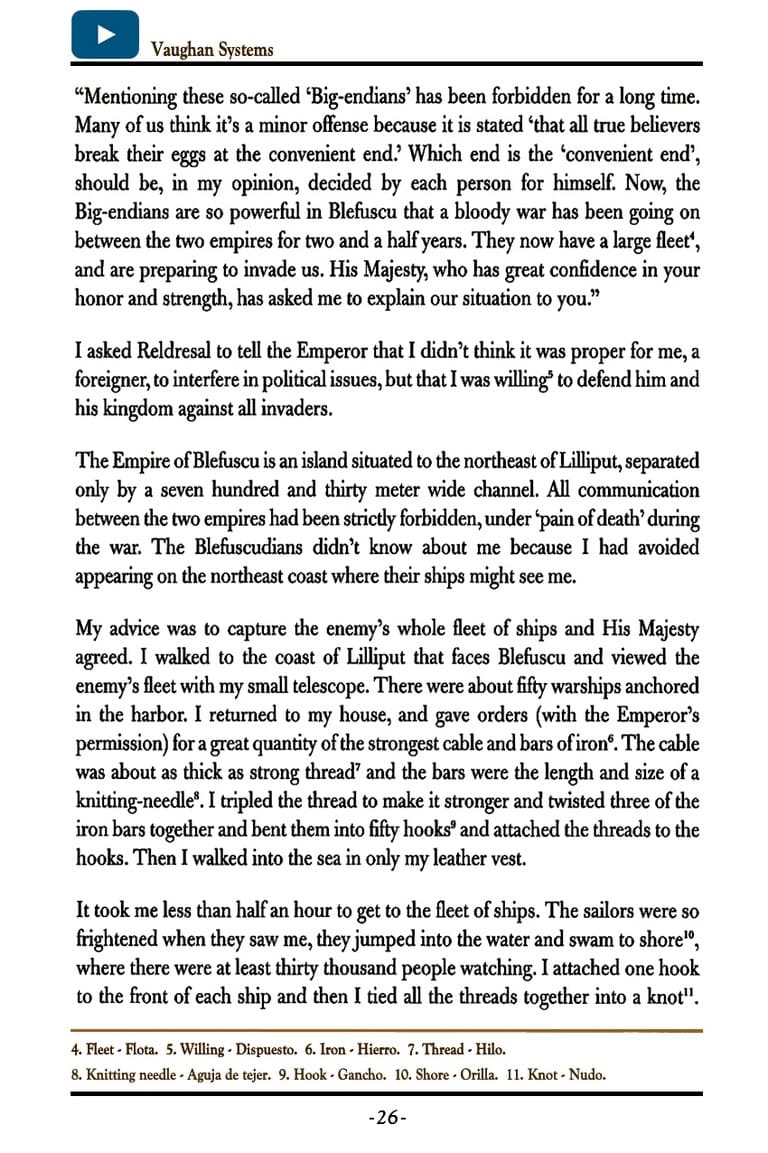 Vaughan Systems
“Mentioning these so-called ‘Big-endians’ has been forbidden for a long time.
Many of us think it’s a minor offense because it is stated ‘that all true believers
break their eggs at the convenient end.’ Which end is the ‘convenient end’,
should be, in my opinion, decided by each person for himself. Now, the
Big-endians are so powerful in Blefuscu that a bloody war has been going on
between the two empires for two and a half years. They now have a large fleet⁴,
and are preparing to invade us. His Majesty, who has great confidence in your
honor and strength, has asked me to explain our situation to you.”
I asked Reldresal to tell the Emperor that I didn’t think it was proper for me, a
foreigner, to interfere in political issues, but that I was willing⁵ to defend him and
his kingdom against all invaders.
The Empire of Blefuscu is an island situated to the northeast of Lilliput, separated
only by a seven hundred and thirty meter wide channel. All communication
between the two empires had been strictly forbidden, under ‘pain of death’ during
the war. The Blefuscudians didn’t know about me because I had avoided
appearing on the northeast coast where their ships might see me.
My advice was to capture the enemy’s whole fleet of ships and His Majesty
agreed. I walked to the coast of Lilliput that faces Blefuscu and viewed the
enemy’s fleet with my small telescope. There were about fifty warships anchored
in the harbor. I returned to my house, and gave orders (with the Emperor’s
permission) for a great quantity of the strongest cable and bars of iron⁶. The cable
was about as thick as strong thread⁷ and the bars were the length and size of a
knitting-needle⁸. I tripled the thread to make it stronger and twisted three of the
iron bars together and bent them into fifty hooks⁹ and attached the threads to the
hooks. Then I walked into the sea in only my leather vest.
It took me less than half an hour to get to the fleet of ships. The sailors were so
frightened when they saw me, they jumped into the water and swam to shore¹⁰,
where there were at least thirty thousand people watching. I attached one hook
to the front of each ship and then I tied all the threads together into a knot¹¹.
4. Fleet - Flota. 5. Willing - Dispuesto. 6. Iron - Hierro. 7. Thread - Hilo.
8. Knitting needle - Aguja de tejer. 9. Hook - Gancho. 10. Shore - Orilla. 11. Knot - Nudo.
-26-